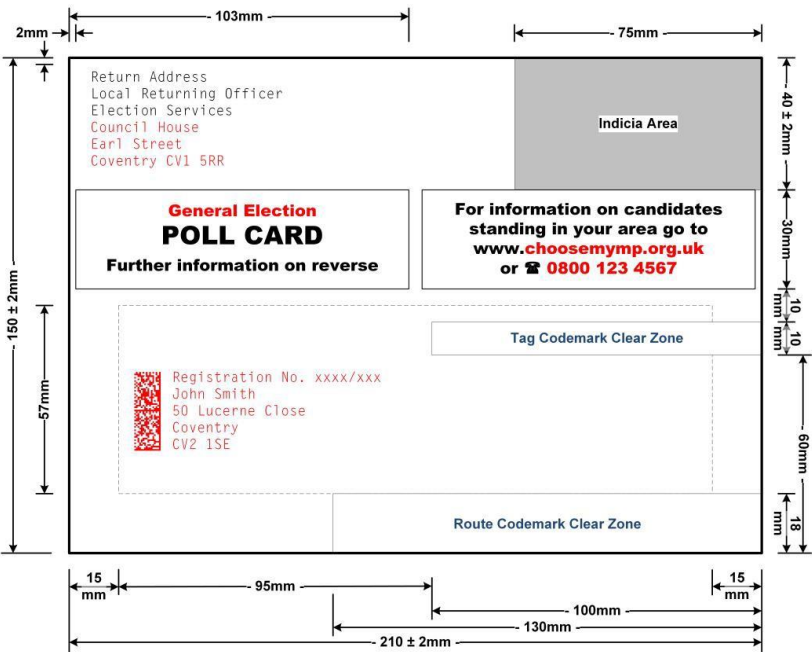 103mm
2mm
75mm
Return Address
Local Returning Officer
Election Services
Council House
Earl Street
Coventry CV1 5RR
Indicia Area
40 ± 2mm
General Election
POLL CARD
Further information on reverse
For information on candidates
standing in your area go to
www.choosemymp.org.uk
or ☎ 0800 123 4567
30mm
150 ± 2mm
10
mm
Tag Codemark Clear Zone
10
mm
57mm
Registration No. xxxx/xxx
John Smith
50 Lucerne Close
Coventry
CV2 1SE
60mm
Route Codemark Clear Zone
18
mm
15
mm
95mm
15
mm
100mm
130mm
210 ± 2mm